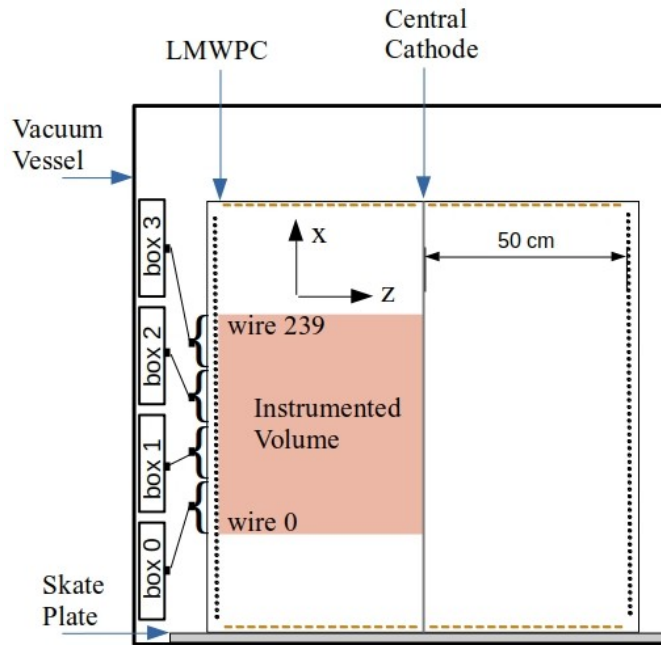 Central
Cathode
LMWPC
Vacuum
Vessel
box 3
50 cm
x
z
wire 239
box 2
Instrumented
Volume
box 1
wire 0
box 0
Skate
Plate